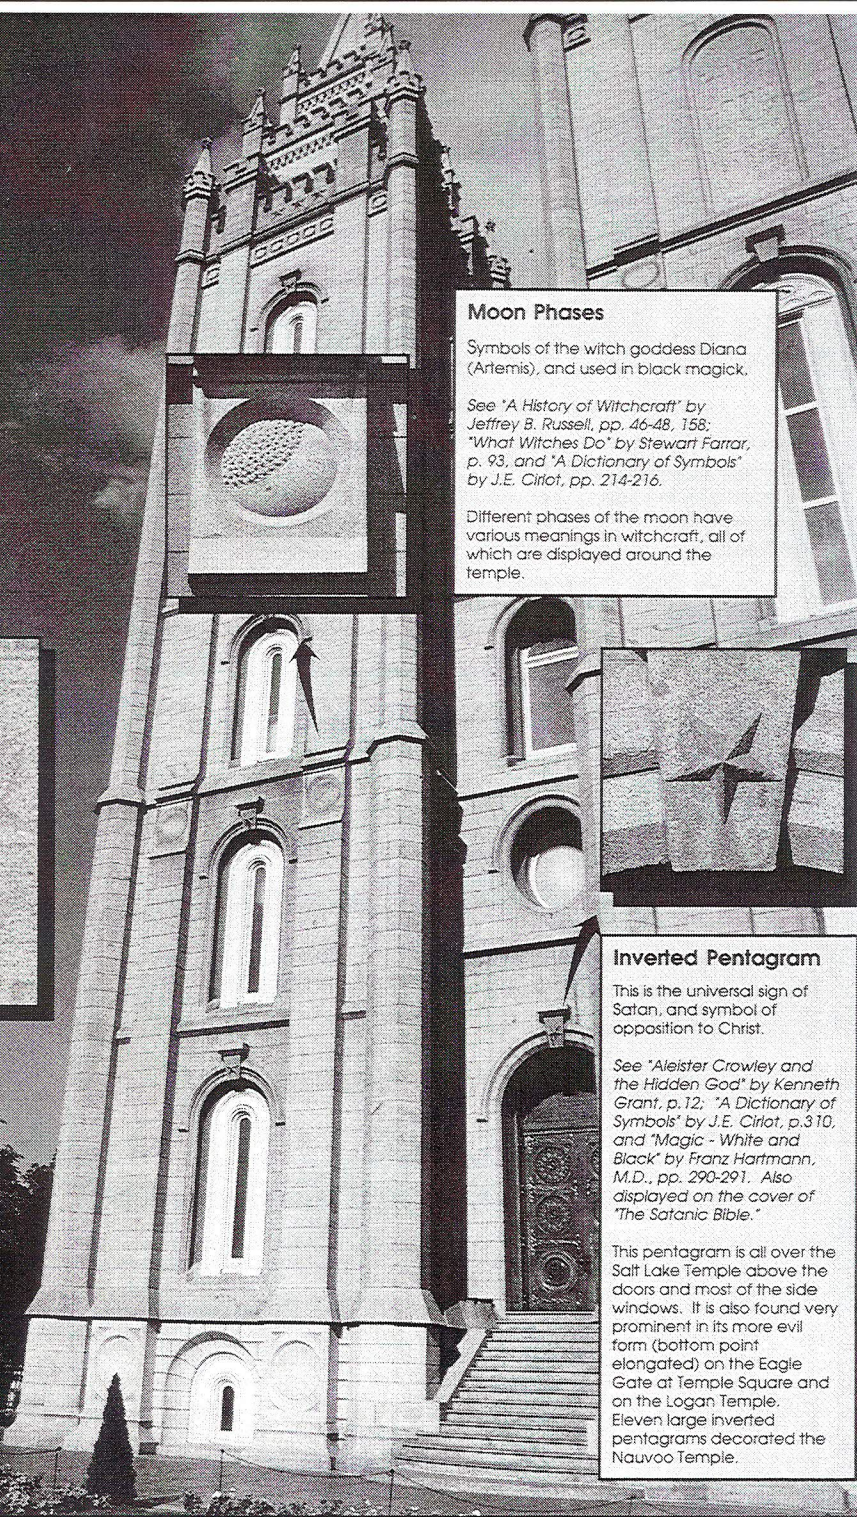 Moon Phases
Symbols of the witch goddess Diana
(Artemis), and used in black magick.
See "A History of Witchcraft" by
Jeffrey B. Russell, pp. 46-48, 158;
"What Witches Do" by Stewart Farrar,
p. 93, and "A Dictionary of Symbols"
by J.E. Cirlot, pp. 214-216.
Different phases of the moon have
various meanings in witchcraft, all of
which are displayed around the
temple.
Inverted Pentagram
This is the universal sign of
Satan, and symbol of
opposition to Christ.
See "Aleister Crowley and
the Hidden God" by Kenneth
Grant, p.12; "A Dictionary of
Symbols" by J.E. Cirlot, p.310,
and "Magic - White and
Black" by Franz Hartmann,
M.D., pp. 290-291. Also
displayed on the cover of
"The Satanic Bible."
This pentagram is all over the
Salt Lake Temple above the
doors and most of the side
windows. It is also found very
prominent in its more evil
form (bottom point
elongated) on the Eagle
Gate at Temple Square and
on the Logan Temple.
Eleven large inverted
pentagrams decorated the
Nauvoo Temple.